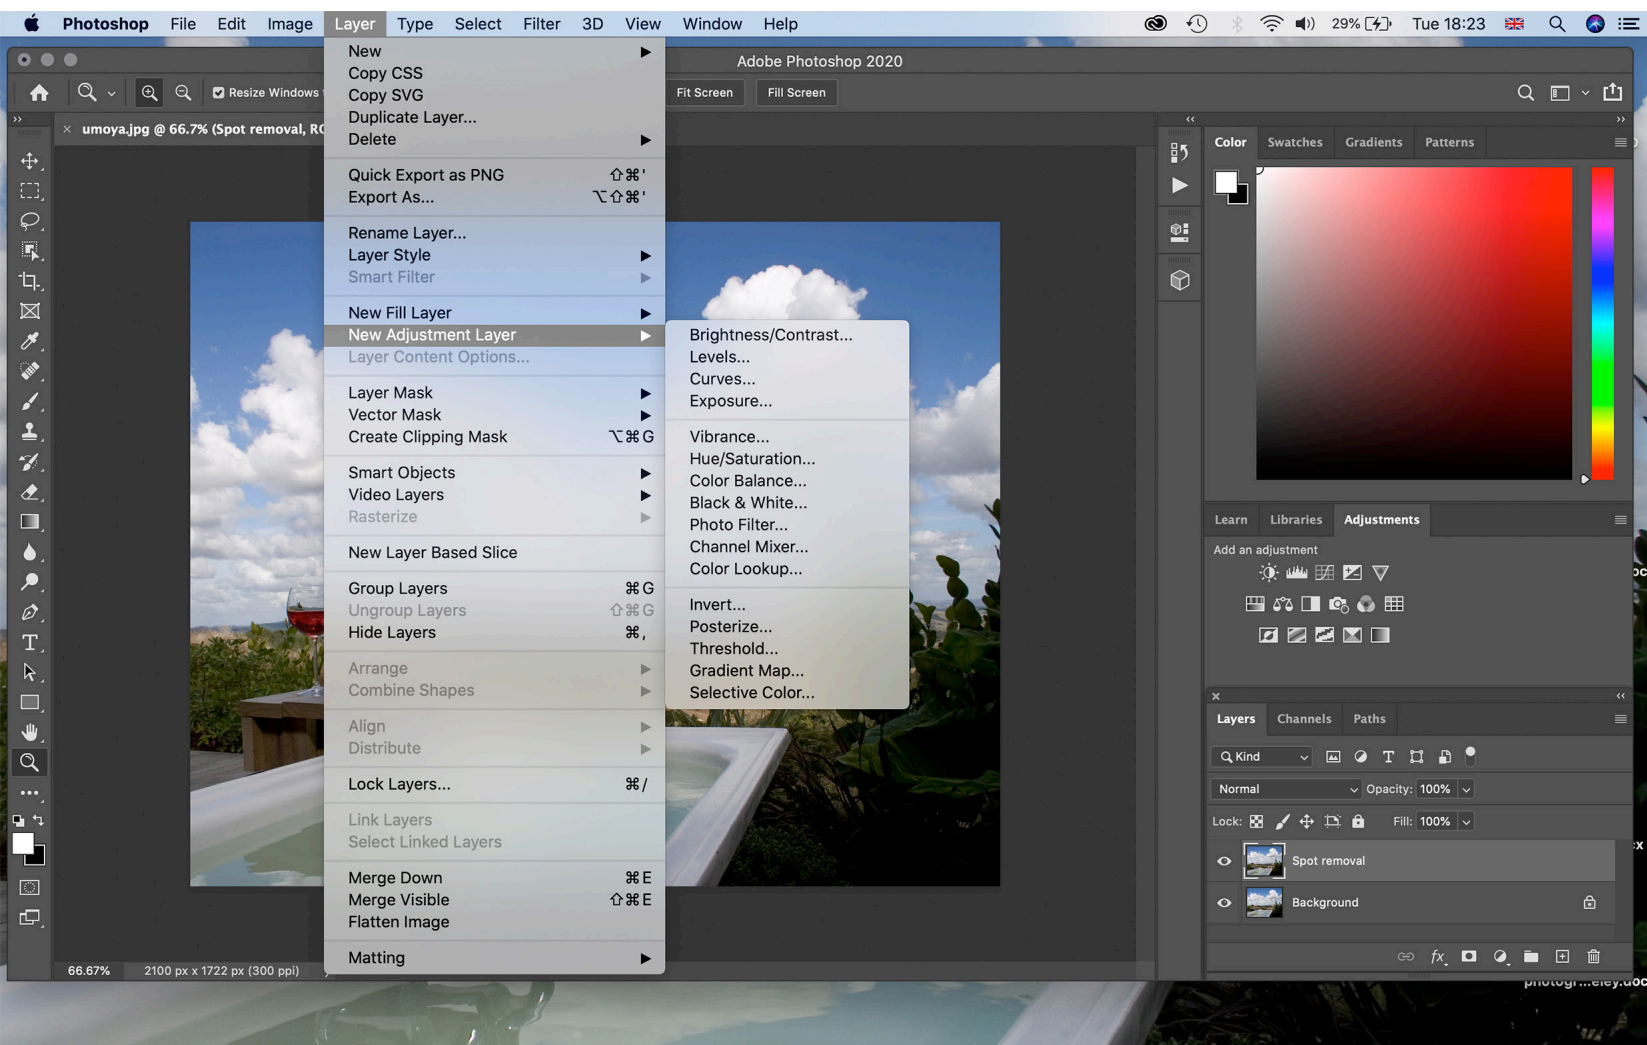 Photoshop File Edit Image Layer Type Select Filter 3D View Window Help 29% Tue 18:23
Adobe Photoshop 2020
Resize Windows Fit Screen Fill Screen
× umoya.jpg @ 66.7% (Spot removal,
New
Copy CSS
Copy SVG
Duplicate Layer...
Delete
Quick Export as PNG ⇧⌘'
Export As... ⌥⇧⌘'
Rename Layer...
Layer Style
Smart Filter
New Fill Layer
New Adjustment Layer
Layer Content Options...
Layer Mask
Vector Mask
Create Clipping Mask ⌥⌘G
Smart Objects
Video Layers
Rasterize
New Layer Based Slice
Group Layers ⌘G
Ungroup Layers ⇧⌘G
Hide Layers ⌘,
Arrange
Combine Shapes
Align
Distribute
Lock Layers... ⌘/
Link Layers
Select Linked Layers
Merge Down ⌘E
Merge Visible ⇧⌘E
Flatten Image
Matting
Brightness/Contrast...
Levels...
Curves...
Exposure...
Vibrance...
Hue/Saturation...
Color Balance...
Black & White...
Photo Filter...
Channel Mixer...
Color Lookup...
Invert...
Posterize...
Threshold...
Gradient Map...
Selective Color...
Color Swatches Gradients Patterns
Learn Libraries Adjustments
Add an adjustment
Layers Channels Paths
Kind
Normal Opacity: 100%
Lock: Fill: 100%
Spot removal
Background
fx
66.67% 2100 px x 1722 px (300 ppi)